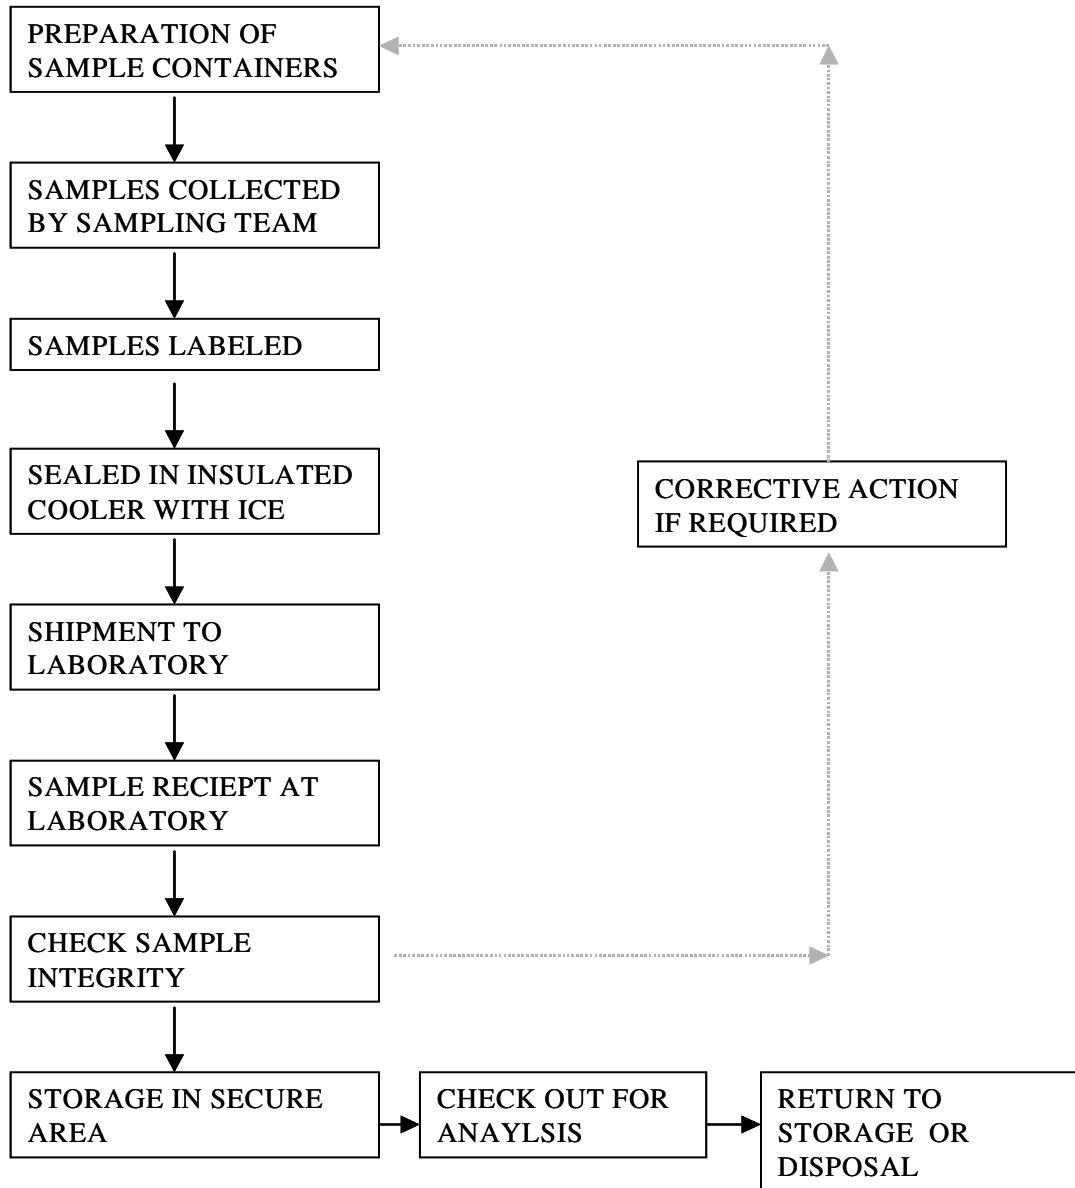 PREPARATION OF
SAMPLE CONTAINERS
SAMPLES COLLECTED
BY SAMPLING TEAM
SAMPLES LABELED
SEALED IN INSULATED
COOLER WITH ICE
CORRECTIVE ACTION
IF REQUIRED
SHIPMENT TO
LABORATORY
SAMPLE RECIEPT AT
LABORATORY
CHECK SAMPLE
INTEGRITY
STORAGE IN SECURE
AREA
CHECK OUT FOR
ANAYLSIS
RETURN TO
STORAGE OR
DISPOSAL